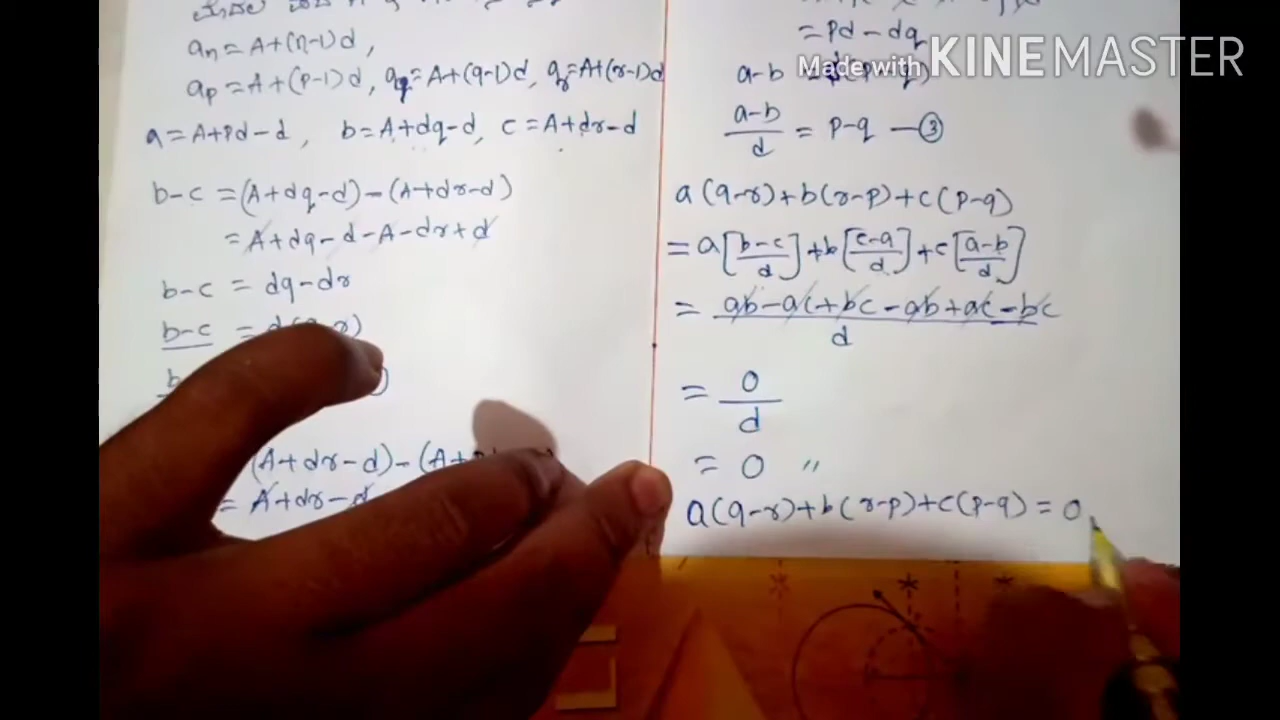 aₙ = A+(n-1)d,
aₚ = A+(p-1)d, a_q = A+(q-1)d, aᵣ = A+(r-1)d
a = A+pd-d, b = A+dq-d, c = A+dr-d
b-c = (A+dq-d)-(A+dr-d)
= A+dq-d-A-dr+d
b-c = dq-dr
b-c =
(A+dr-d)-(A+
= A+dr-d
= pd-dq
a-b
Made with KINEMASTER
a-b/d = p-q —③
a(q-r)+b(r-p)+c(p-q)
= a[b-c/d]+b[c-a/d]+c[a-b/d]
= ab-ac+bc-ab+ac-bc/d
= 0/d
= 0 〃
a(q-r)+b(r-p)+c(p-q) = 0